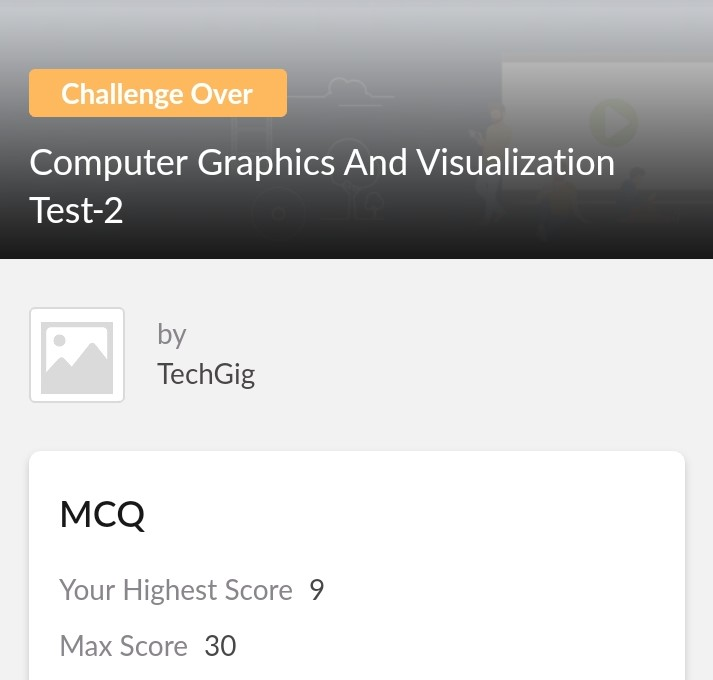 Challenge Over
Computer Graphics And Visualization
Test-2
by
TechGig
MCQ
Your Highest Score 9
Max Score 30